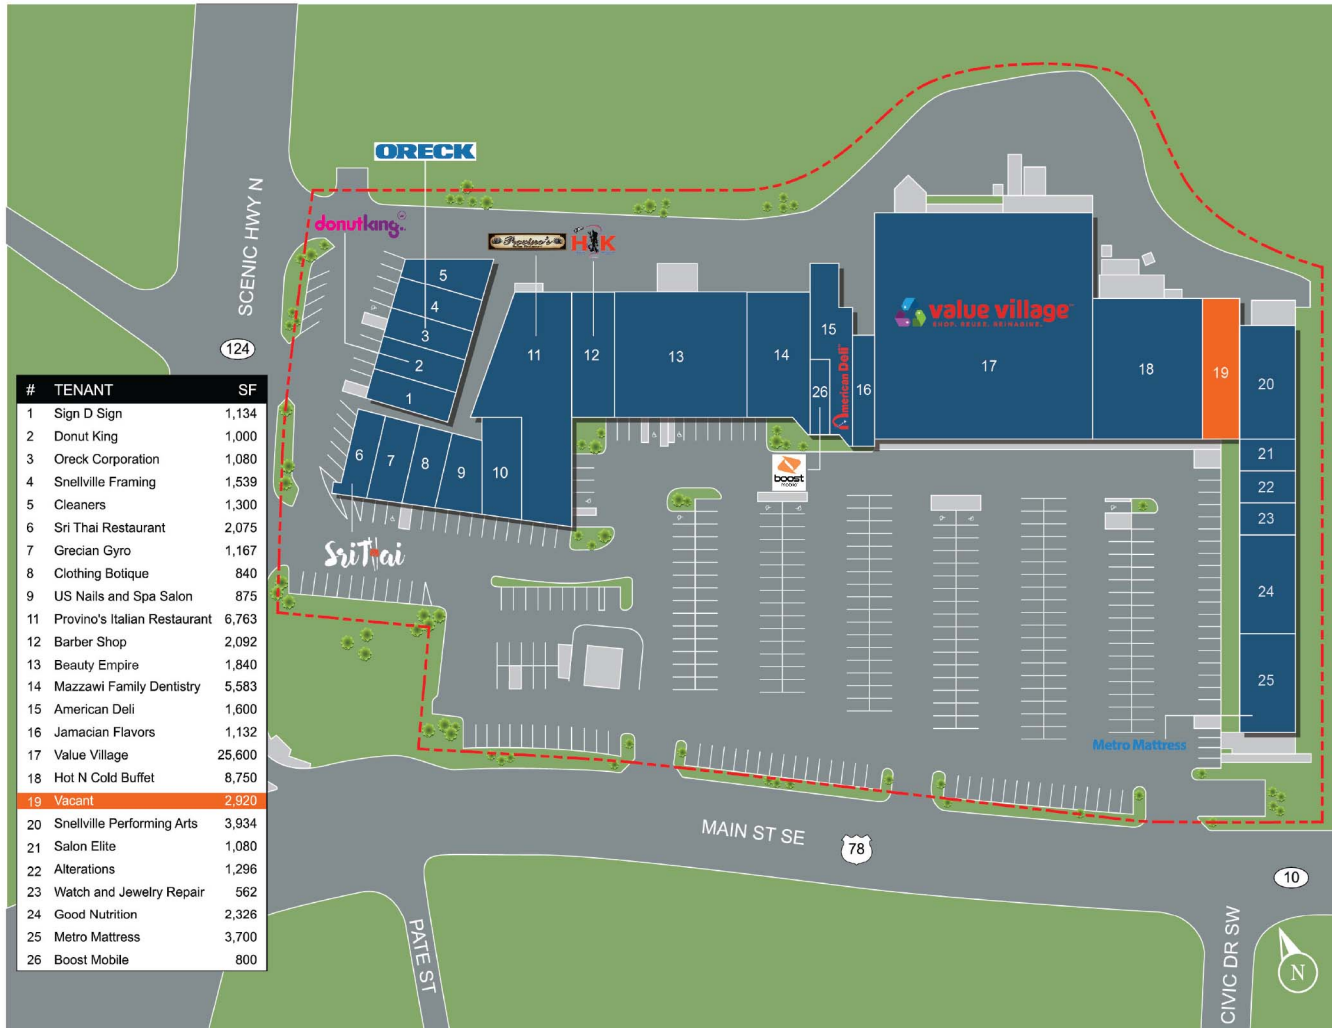 ORECK
donutking
Provino's
H K
SCENIC HWY N
124
5
4
3
2
1
6
7
8
9
10
11
12
13
14
15
26
American Deli
16
value village
SHOP. REUSE. REIMAGINE.
17
18
19
20
21
22
23
24
25
boost
mobile
Sri Thai
Metro Mattress
# TENANT SF
1 Sign D Sign 1,134
2 Donut King 1,000
3 Oreck Corporation 1,080
4 Snellville Framing 1,539
5 Cleaners 1,300
6 Sri Thai Restaurant 2,075
7 Grecian Gyro 1,167
8 Clothing Botique 840
9 US Nails and Spa Salon 875
11 Provino's Italian Restaurant 6,763
12 Barber Shop 2,092
13 Beauty Empire 1,840
14 Mazzawi Family Dentistry 5,583
15 American Deli 1,600
16 Jamacian Flavors 1,132
17 Value Village 25,600
18 Hot N Cold Buffet 8,750
19 Vacant 2,920
20 Snellville Performing Arts 3,934
21 Salon Elite 1,080
22 Alterations 1,296
23 Watch and Jewelry Repair 562
24 Good Nutrition 2,326
25 Metro Mattress 3,700
26 Boost Mobile 800
MAIN ST SE
78
10
PATE ST
CIVIC DR SW
N